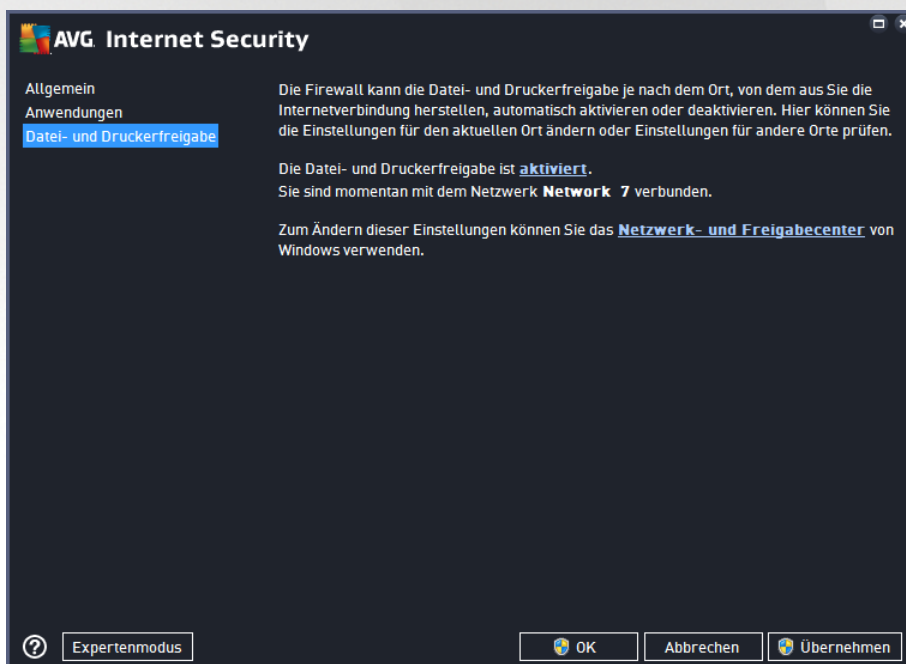 AVG. Internet Security
Allgemein
Anwendungen
Datei- und Druckerfreigabe
Die Firewall kann die Datei- und Druckerfreigabe je nach dem Ort, von dem aus Sie die
Internetverbindung herstellen, automatisch aktivieren oder deaktivieren. Hier können Sie
die Einstellungen für den aktuellen Ort ändern oder Einstellungen für andere Orte prüfen.
Die Datei- und Druckerfreigabe ist aktiviert.
Sie sind momentan mit dem Netzwerk Network 7 verbunden.
Zum Ändern dieser Einstellungen können Sie das Netzwerk- und Freigabecenter von
Windows verwenden.
? Expertenmodus OK Abbrechen Übernehmen